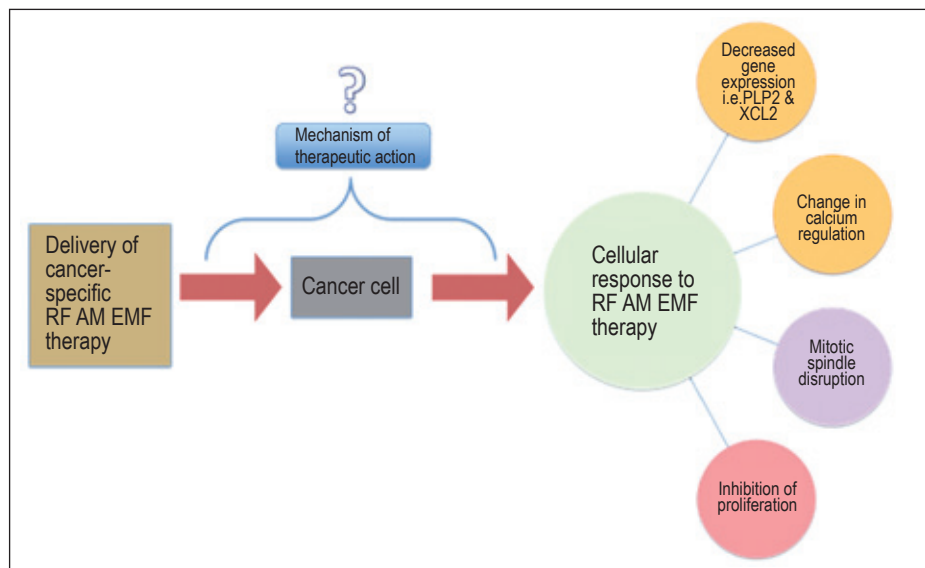 ?
Mechanism of
therapeutic action
Delivery of
cancer-
specific
RF AM EMF
therapy
Cancer cell
Cellular
response to
RF AM EMF
therapy
Decreased
gene
expression
i.e.PLP2 &
XCL2
Change in
calcium
regulation
Mitotic
spindle
disruption
Inhibition of
proliferation